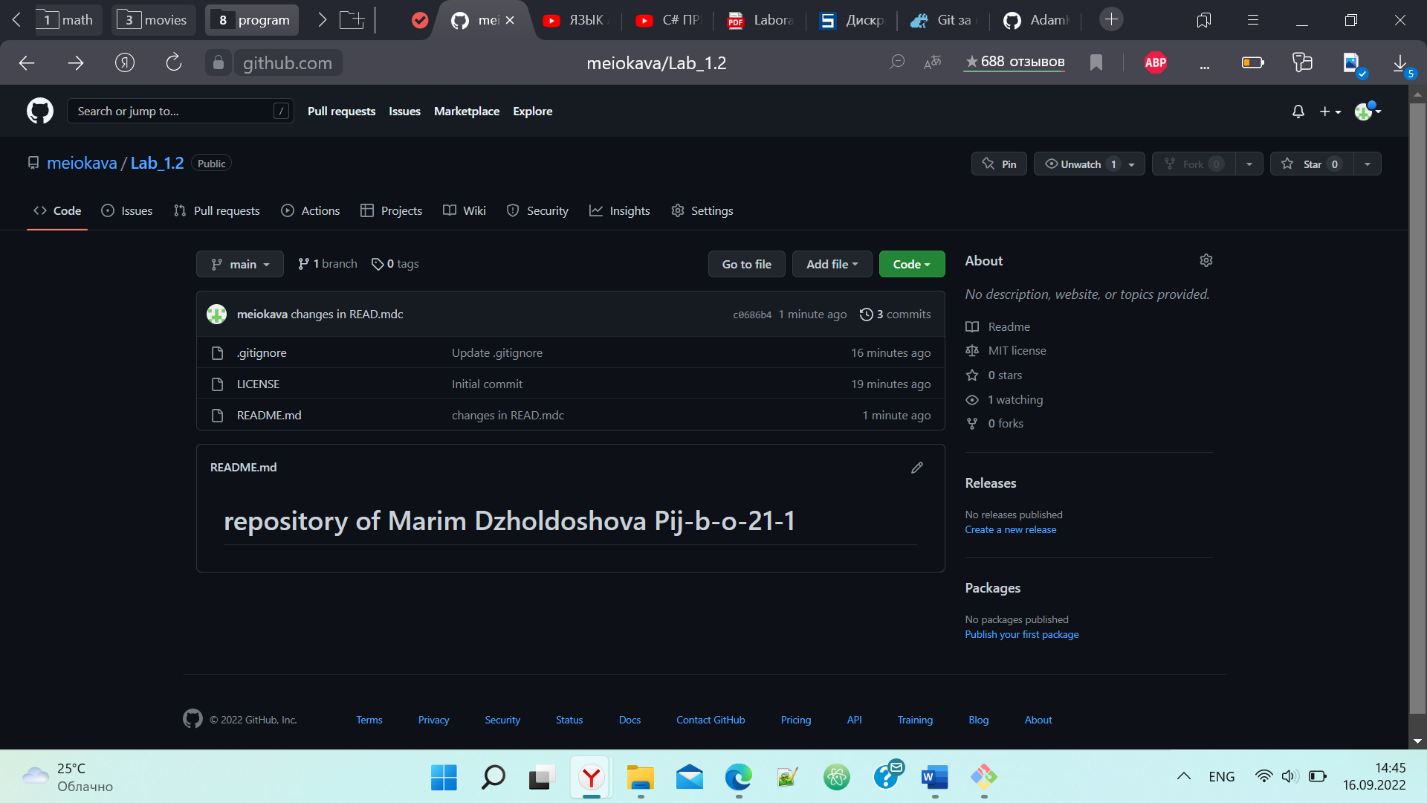 1 math 3 movies 8 program mei ЯЗЫК C# ПР Labora Дискр Git за Adam
github.com meiokava/Lab_1.2 ★ 688 отзывов ABP ... 5
Search or jump to... / Pull requests Issues Marketplace Explore
meiokava / Lab_1.2 Public Pin Unwatch 1 Fork 0 Star 0
Code Issues Pull requests Actions Projects Wiki Security Insights Settings
main 1 branch 0 tags Go to file Add file Code
meiokava changes in READ.mdc c0686b4 1 minute ago 3 commits
.gitignore Update .gitignore 16 minutes ago
LICENSE Initial commit 19 minutes ago
README.md changes in READ.mdc 1 minute ago
README.md
repository of Marim Dzholdoshova Pij-b-o-21-1
About
No description, website, or topics provided.
Readme
MIT license
0 stars
1 watching
0 forks
Releases
No releases published
Create a new release
Packages
No packages published
Publish your first package
© 2022 GitHub, Inc. Terms Privacy Security Status Docs Contact GitHub Pricing API Training Blog About
25°C
Облачно
ENG
14:45
16.09.2022